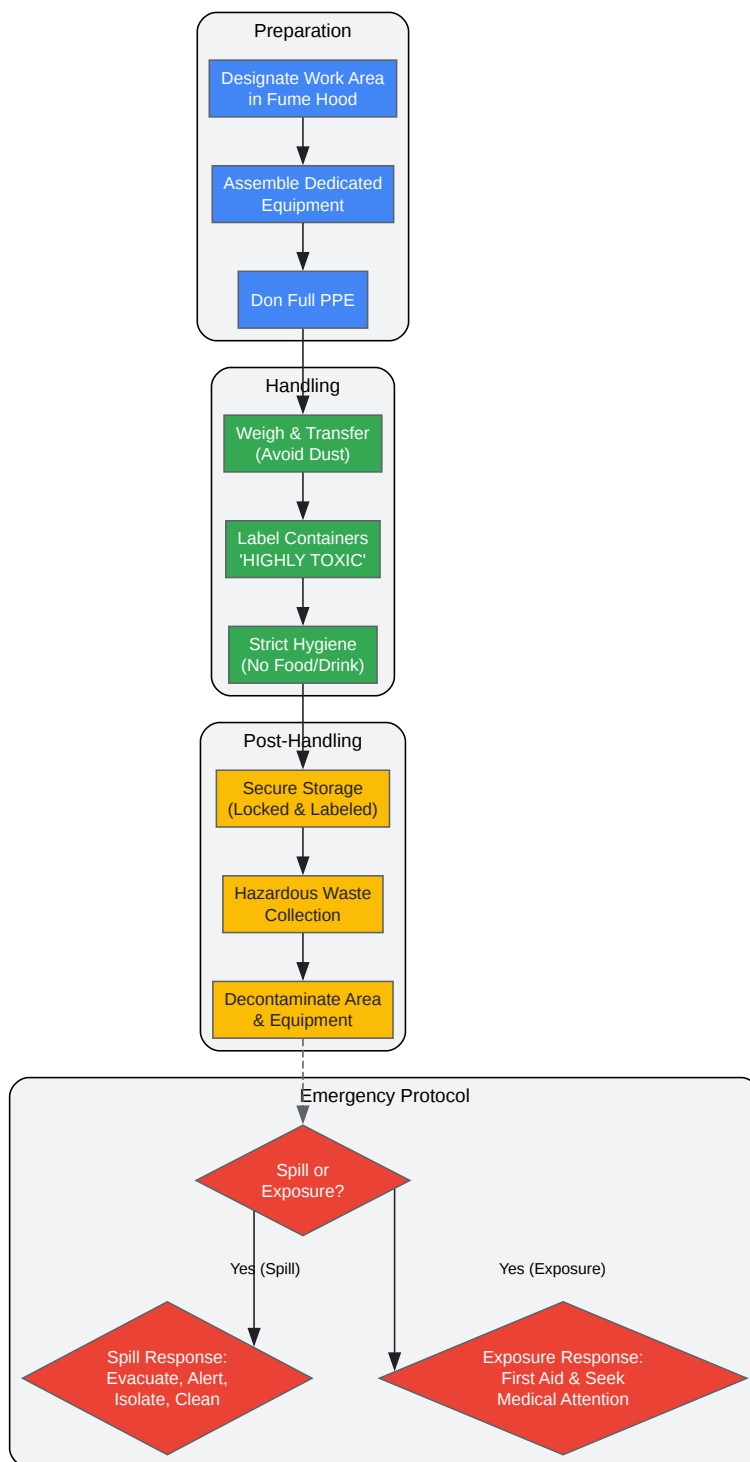 Preparation
Designate Work Area
in Fume Hood
Assemble Dedicated
Equipment
Don Full PPE
Handling
Weigh & Transfer
(Avoid Dust)
Label Containers
'HIGHLY TOXIC'
Strict Hygiene
(No Food/Drink)
Post-Handling
Secure Storage
(Locked & Labeled)
Hazardous Waste
Collection
Decontaminate Area
& Equipment
Emergency Protocol
Spill or
Exposure?
Yes (Spill)
Yes (Exposure)
Spill Response:
Evacuate, Alert,
Isolate, Clean
Exposure Response:
First Aid & Seek
Medical Attention